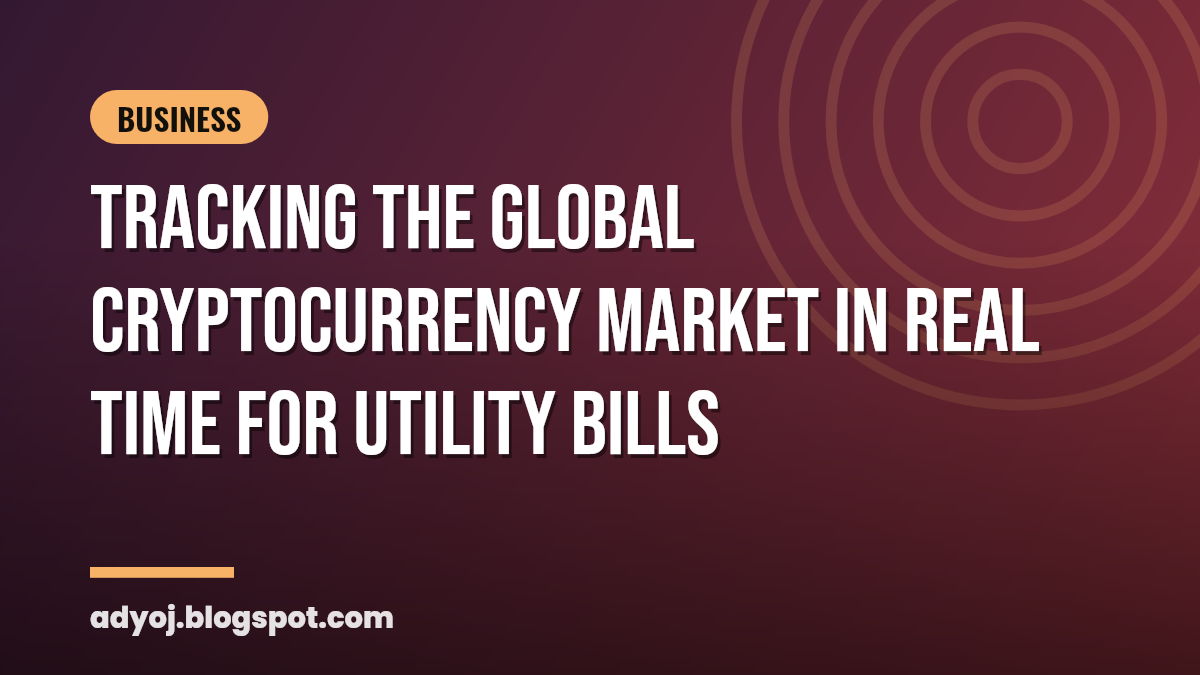 BUSINESS
TRACKING THE GLOBAL
CRYPTOCURRENCY MARKET IN REAL
TIME FOR UTILITY BILLS
adyoj.blogspot.com